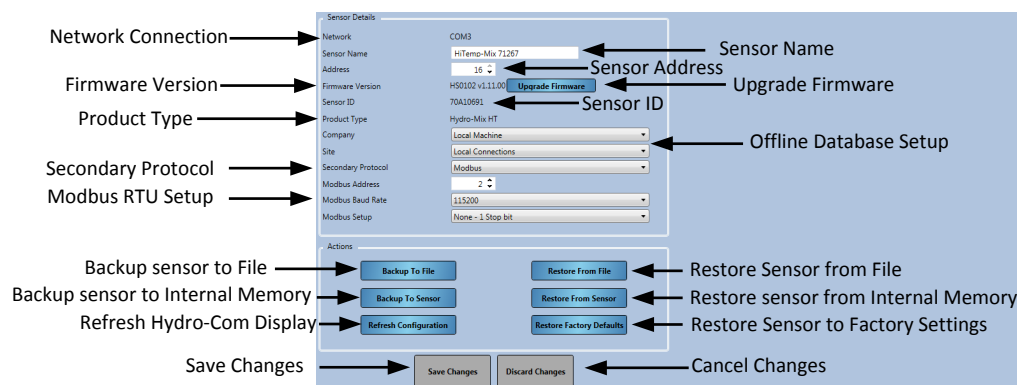 Sensor Details
Network Connection Network COM3
Sensor Name HiTemp-Mix 71267 Sensor Name
Address 16 Sensor Address
Firmware Version Firmware Version HS0102 v1.11.00 Upgrade Firmware Upgrade Firmware
Sensor ID 70A10691 Sensor ID
Product Type Product Type Hydro-Mix HT
Company Local Machine
Offline Database Setup
Site Local Connections
Secondary Protocol Secondary Protocol Modbus
Modbus Address 2
Modbus RTU Setup Modbus Baud Rate 115200
Modbus Setup None - 1 Stop bit
Actions
Backup sensor to File Backup To File Restore From File Restore Sensor from File
Backup sensor to Internal Memory Backup To Sensor Restore From Sensor Restore sensor from Internal Memory
Refresh Hydro-Com Display Refresh Configuration Restore Factory Defaults Restore Sensor to Factory Settings
Save Changes Save Changes Discard Changes Cancel Changes